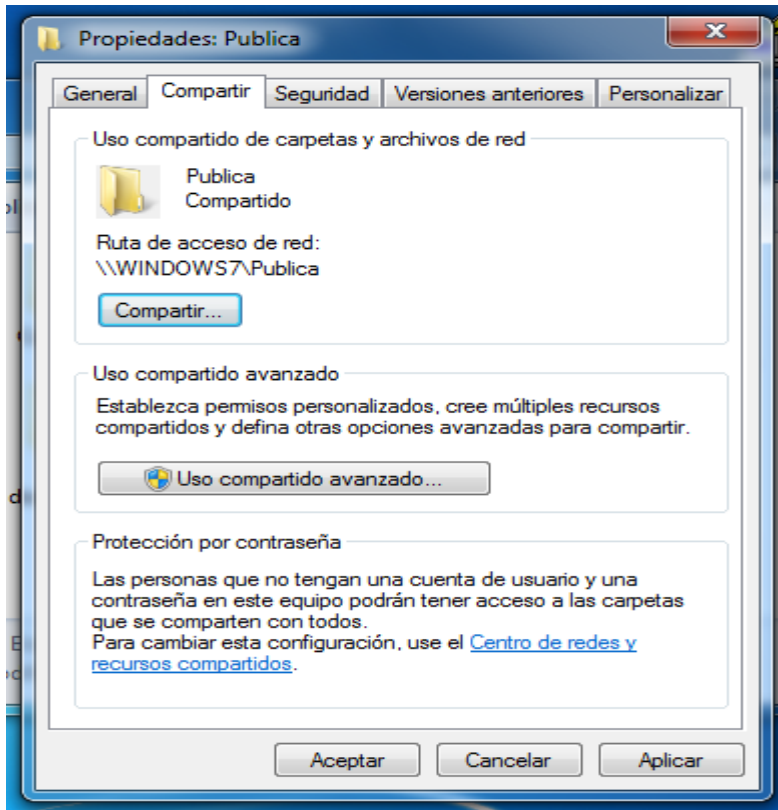 Propiedades: Publica
General Compartir Seguridad Versiones anteriores Personalizar
Uso compartido de carpetas y archivos de red
Publica
Compartido
Ruta de acceso de red:
\\WINDOWS7\Publica
Compartir...
Uso compartido avanzado
Establezca permisos personalizados, cree múltiples recursos
compartidos y defina otras opciones avanzadas para compartir.
Uso compartido avanzado...
Protección por contraseña
Las personas que no tengan una cuenta de usuario y una
contraseña en este equipo podrán tener acceso a las carpetas
que se comparten con todos.
Para cambiar esta configuración, use el Centro de redes y
recursos compartidos.
Aceptar Cancelar Aplicar